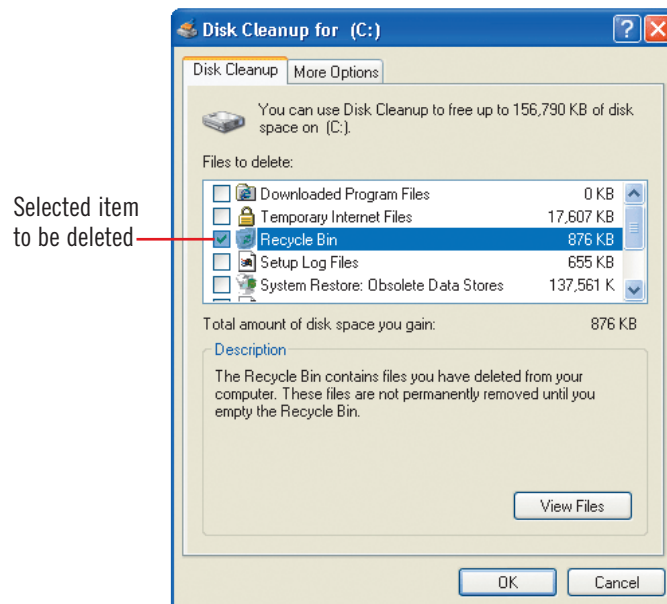 Disk Cleanup for (C:)
Disk Cleanup
More Options
You can use Disk Cleanup to free up to 156,790 KB of disk
space on (C:).
Files to delete:
Downloaded Program Files 0 KB
Temporary Internet Files 17,607 KB
Selected item
to be deleted
Recycle Bin 876 KB
Setup Log Files 655 KB
System Restore: Obsolete Data Stores 137,561 K
Total amount of disk space you gain: 876 KB
Description
The Recycle Bin contains files you have deleted from your
computer. These files are not permanently removed until you
empty the Recycle Bin.
View Files
OK
Cancel